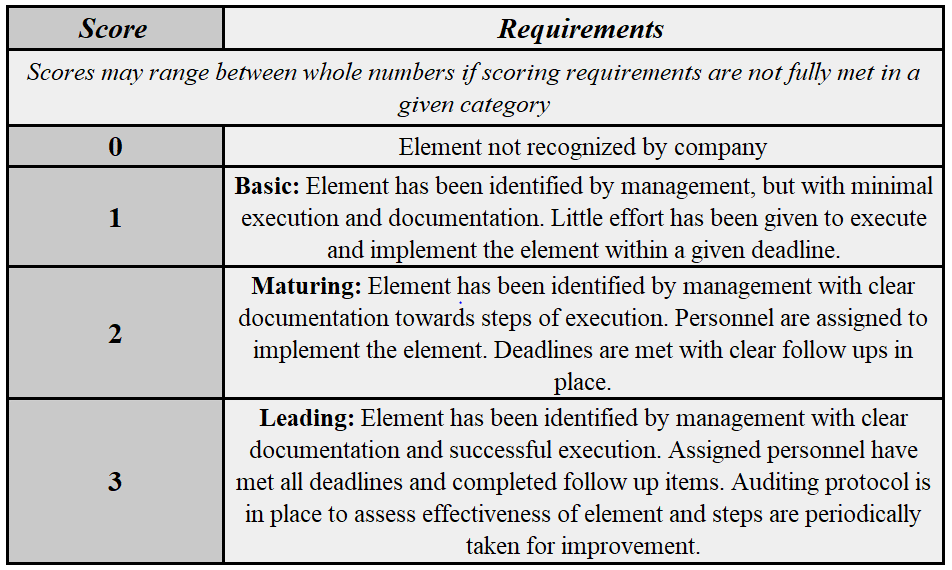 Score Requirements
Scores may range between whole numbers if scoring requirements are not fully met in a
given category
0 Element not recognized by company
1 Basic: Element has been identified by management, but with minimal
execution and documentation. Little effort has been given to execute
and implement the element within a given deadline.
2 Maturing: Element has been identified by management with clear
documentation towards steps of execution. Personnel are assigned to
implement the element. Deadlines are met with clear follow ups in
place.
3 Leading: Element has been identified by management with clear
documentation and successful execution. Assigned personnel have
met all deadlines and completed follow up items. Auditing protocol is
in place to assess effectiveness of element and steps are periodically
taken for improvement.